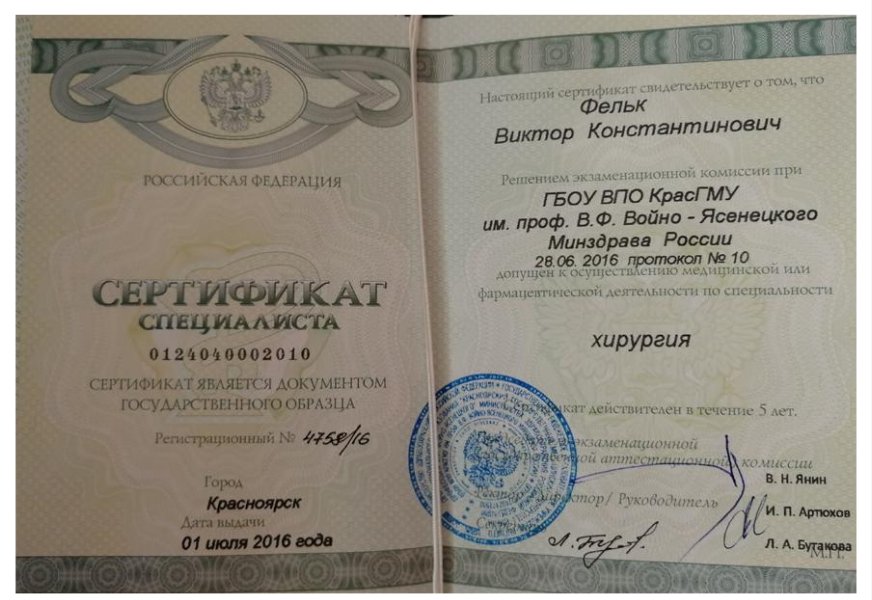 РОССИЙСКАЯ ФЕДЕРАЦИЯ
СЕРТИФИКАТ
СПЕЦИАЛИСТА
0124040002010
СЕРТИФИКАТ ЯВЛЯЕТСЯ ДОКУМЕНТОМ
ГОСУДАРСТВЕННОГО ОБРАЗЦА
Регистрационный № 4758/16
Город
Красноярск
Дата выдачи
01 июля 2016 года
Настоящий сертификат свидетельствует о том, что
Фельк
Виктор Константинович
Решением экзаменационной комиссии при
ГБОУ ВПО КрасГМУ
им. проф. В.Ф. Войно - Ясенецкого
Минздрава России
28.06. 2016 протокол № 10
допущен к осуществлению медицинской или
фармацевтической деятельности по специальности
хирургия
действителен в течение 5 лет.
экзаменационной
аттестационной комиссии
В. Н. Янин
Руководитель
И. П. Артюхов
Л. А. Бутакова
М.П.